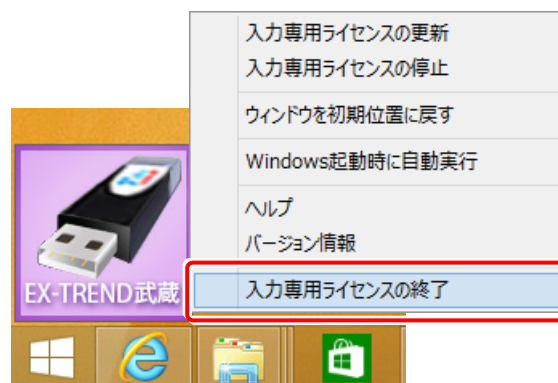 入力専用ライセンスの更新
入力専用ライセンスの停止
ウィンドウを初期位置に戻す
Windows起動時に自動実行
ヘルプ
バージョン情報
入力専用ライセンスの終了
EX-TREND武蔵